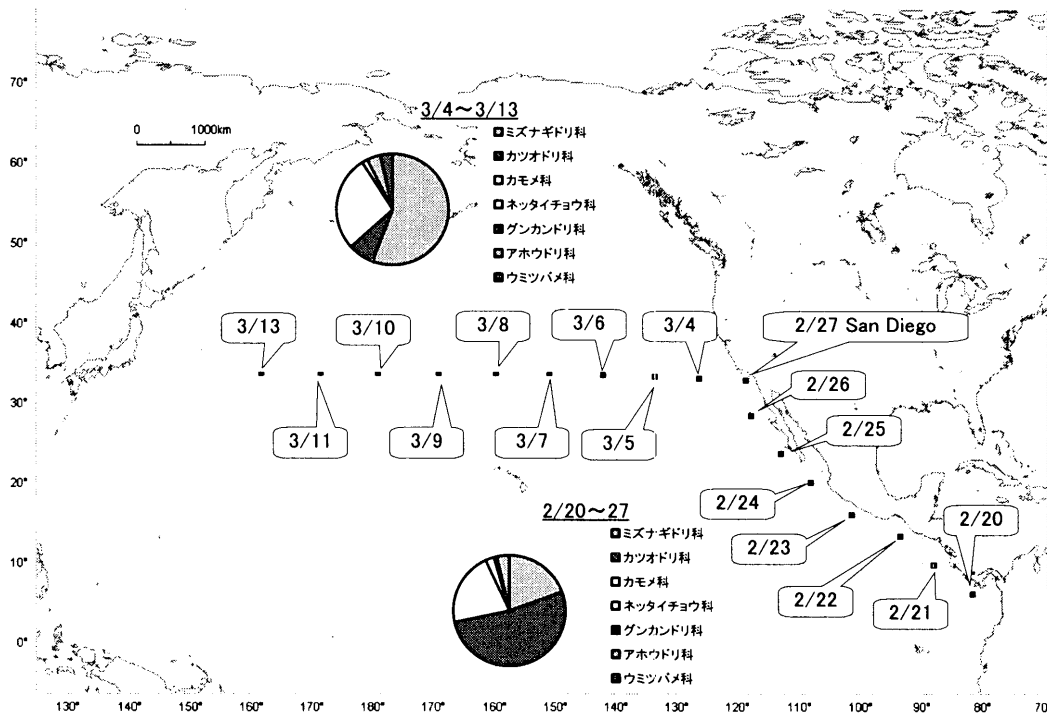 70°
3/4～3/13
0 1000km
ミズナギドリ科
カツオドリ科
カモメ科
ネッタイチョウ科
グンカンドリ科
アホウドリ科
ウミツバメ科
60°
50°
40°
3/13
3/10
3/8
3/6
3/4
2/27 San Diego
2/26
30°
3/11
3/9
3/7
3/5
2/25
20°
2/24
2/20～27
ミズナギドリ科
カツオドリ科
カモメ科
ネッタイチョウ科
グンカンドリ科
アホウドリ科
ウミツバメ科
2/23
2/20
10°
2/22
2/21
0°
130° 140° 150° 160° 170° 180° 170° 160° 150° 140° 130° 120° 110° 100° 90° 80° 70